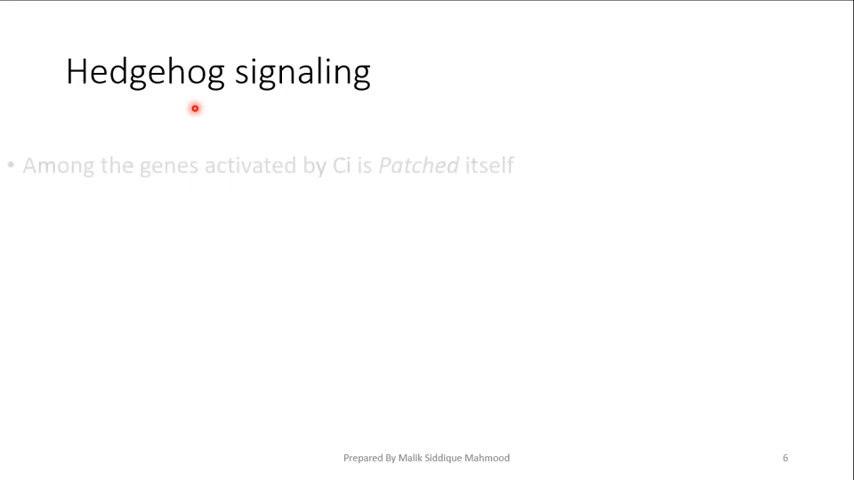 Hedgehog signaling
• Among the genes activated by Ci is Patched itself
Prepared By Malik Siddique Mahmood
6